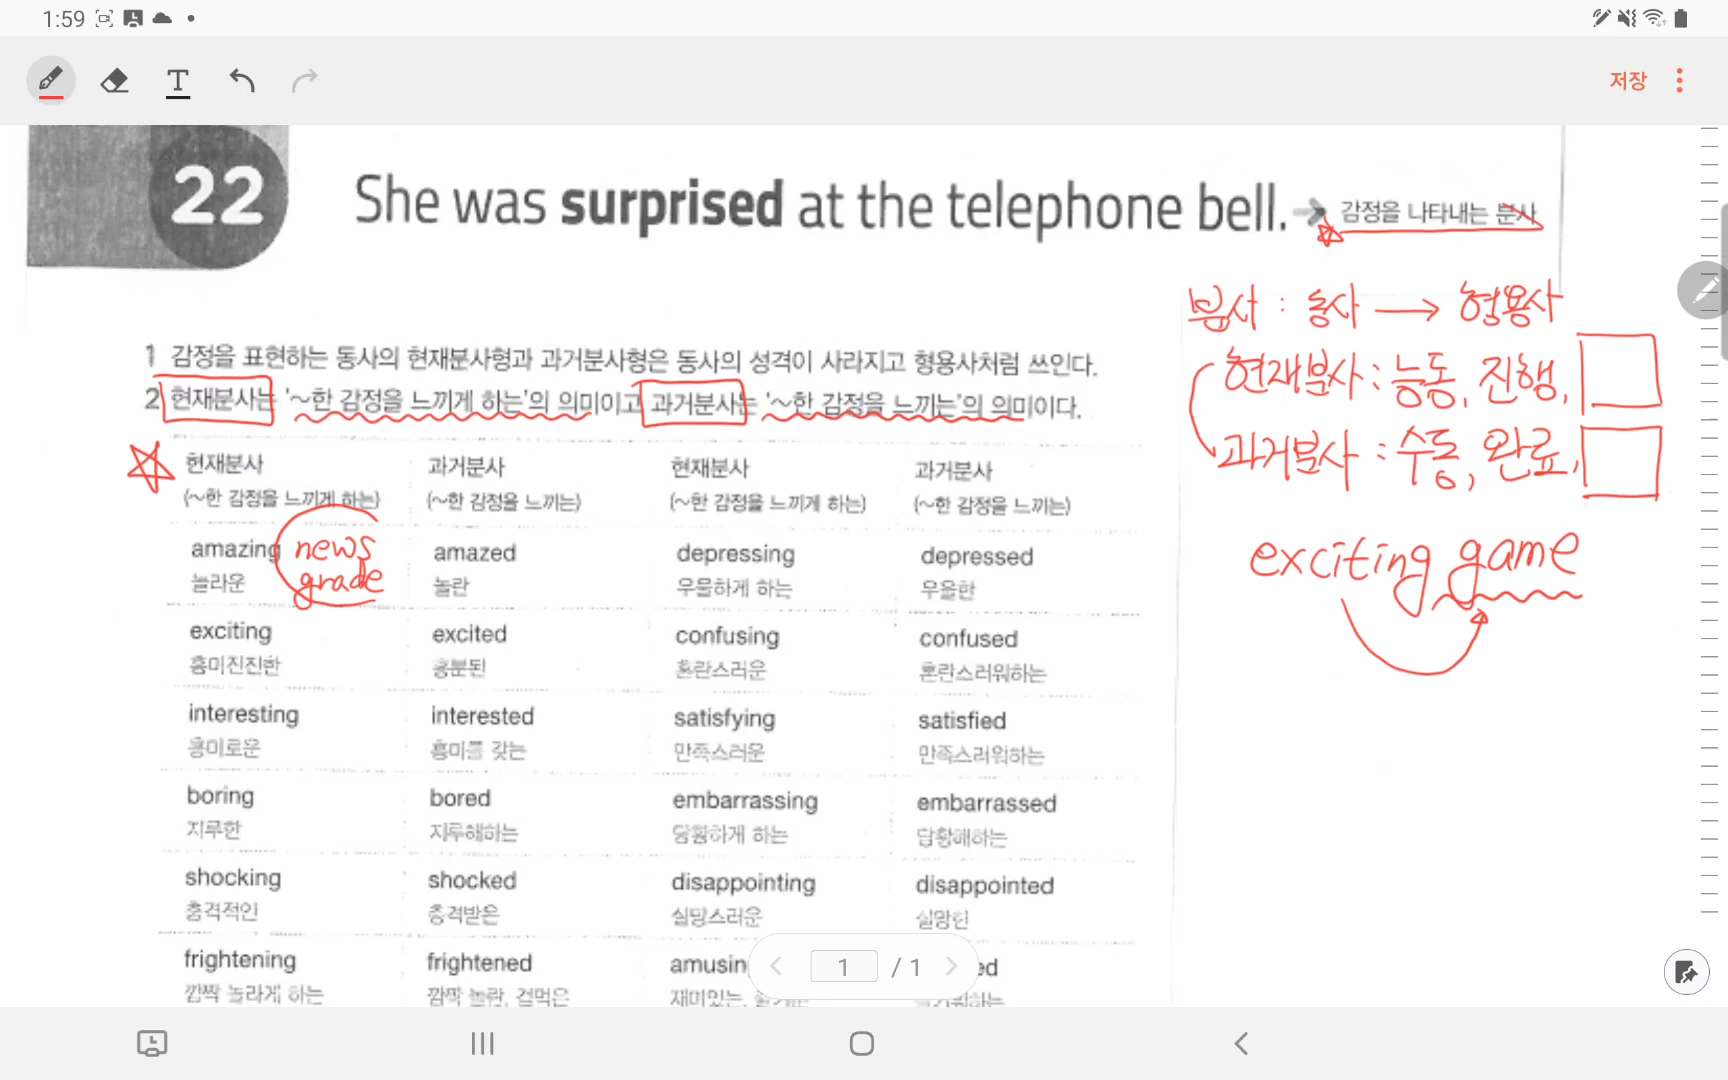 1:59
저장
22
She was surprised at the telephone bell. → 감정을 나타내는 분사
분사 : 동사 → 형용사
현재분사 : 능동, 진행,
과거분사 : 수동, 완료,
exciting game
1 감정을 표현하는 동사의 현재분사형과 과거분사형은 동사의 성격이 사라지고 형용사처럼 쓰인다.
2 현재분사는 '~한 감정을 느끼게 하는'의 의미이고 과거분사는 '~한 감정을 느끼는'의 의미이다.
현재분사 과거분사 현재분사 과거분사
(~한 감정을 느끼게 하는) (~한 감정을 느끼는) (~한 감정을 느끼게 하는) (~한 감정을 느끼는)
amazing news amazed depressing depressed
놀라운 grade 놀란 우울하게 하는 우울한
exciting excited confusing confused
흥미진진한 흥분된 혼란스러운 혼란스러워하는
interesting interested satisfying satisfied
흥미로운 흥미를 갖는 만족스러운 만족스러워하는
boring bored embarrassing embarrassed
지루한 지루해하는 당황하게 하는 당황해하는
shocking shocked disappointing disappointed
충격적인 충격받은 실망스러운 실망한
frightening frightened amusin ed
깜짝 놀라게 하는 깜짝 놀란, 겁먹은 재미있는,
1 / 1